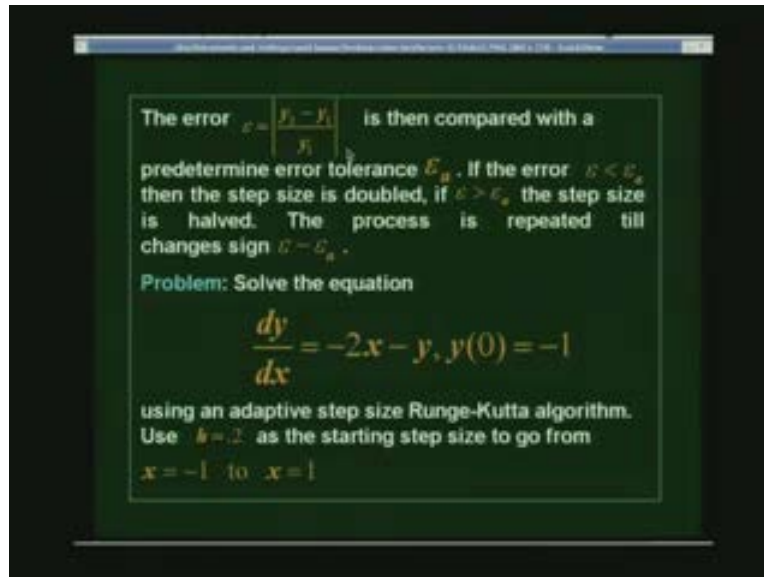 The error ε = |y₂ − y₁ / y₁| is then compared with a
predetermine error tolerance εₐ. If the error ε < εₐ
then the step size is doubled, if ε > εₐ the step size
is halved. The process is repeated till
changes sign ε − εₐ.
Problem: Solve the equation
dy/dx = −2x − y, y(0) = −1
using an adaptive step size Runge-Kutta algorithm.
Use h=.2 as the starting step size to go from
x = −1 to x = 1